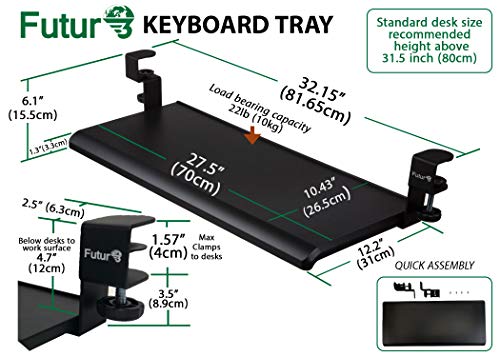 Futur3 KEYBOARD TRAY
Standard desk size
recommended
height above
31.5 inch (80cm)
32.15”
(81.65cm)
6.1”
(15.5cm)
Load bearing capacity
22lb (10kg)
1.3”(3.3cm)
27.5”
(70cm)
10.43”
(26.5cm)
Futur3
12.2”
(31cm)
2.5” (6.3cm)
Below desks to
work surface
4.7”
(12cm)
Futur3
1.57”
(4cm)
Max
Clamps
to desks
3.5”
(8.9cm)
QUICK ASSEMBLY